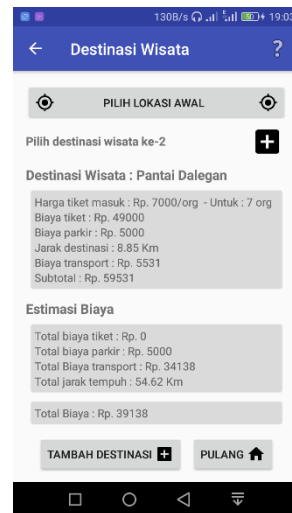 130B/s 19:03
Destinasi Wisata ?
PILIH LOKASI AWAL
Pilih destinasi wisata ke-2
Destinasi Wisata : Pantai Dalegan
Harga tiket masuk : Rp. 7000/org - Untuk : 7 org
Biaya tiket : Rp. 49000
Biaya parkir : Rp. 5000
Jarak destinasi : 8.85 Km
Biaya transport : Rp. 5531
Subtotal : Rp. 59531
Estimasi Biaya
Total biaya tiket : Rp. 0
Total biaya parkir : Rp. 5000
Total Biaya transport : Rp. 34138
Total jarak tempuh : 54.62 Km
Total Biaya : Rp. 39138
TAMBAH DESTINASI PULANG